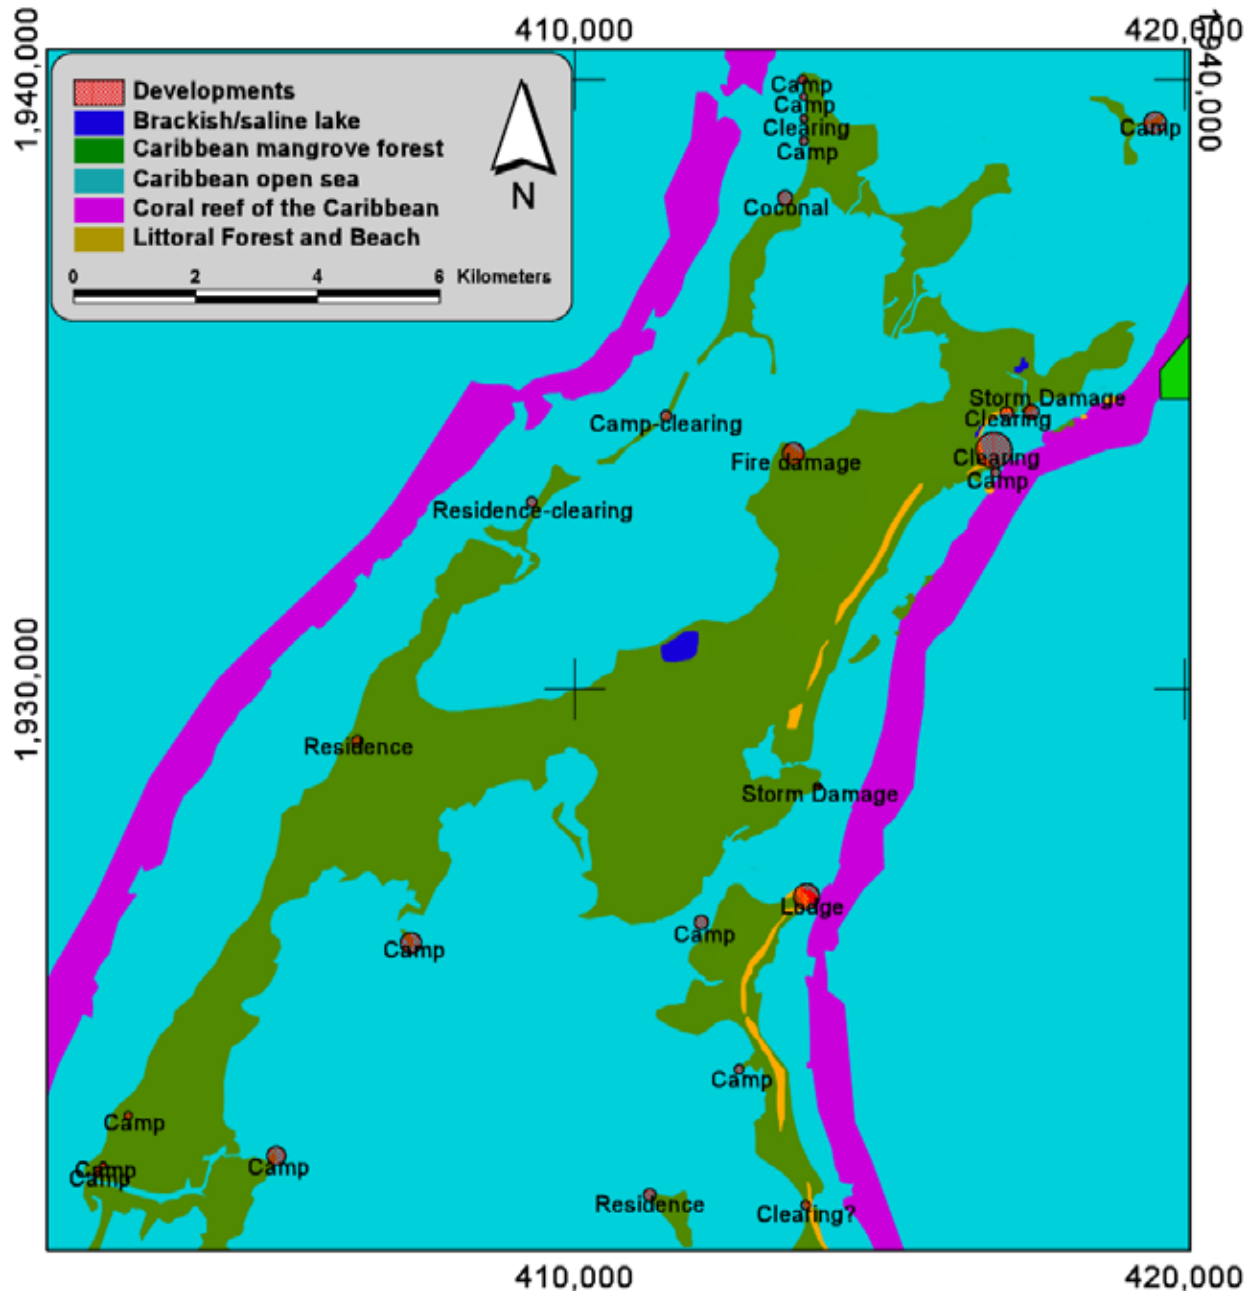 410,000
420,000
1,940,000
1,940,000
Developments
Brackish/saline lake
Caribbean mangrove forest
Caribbean open sea
Coral reef of the Caribbean
Littoral Forest and Beach
N
0 2 4 6 Kilometers
Camp
Camp
Clearing
Camp
Camp
Coconal
Storm Damage
Clearing
Camp-clearing
Clearing
Fire damage
Camp
Residence-clearing
1,930,000
Residence
Storm Damage
Lodge
Camp
Camp
Camp
Camp
Camp
Camp
Camp
Residence
Clearing?
410,000
420,000